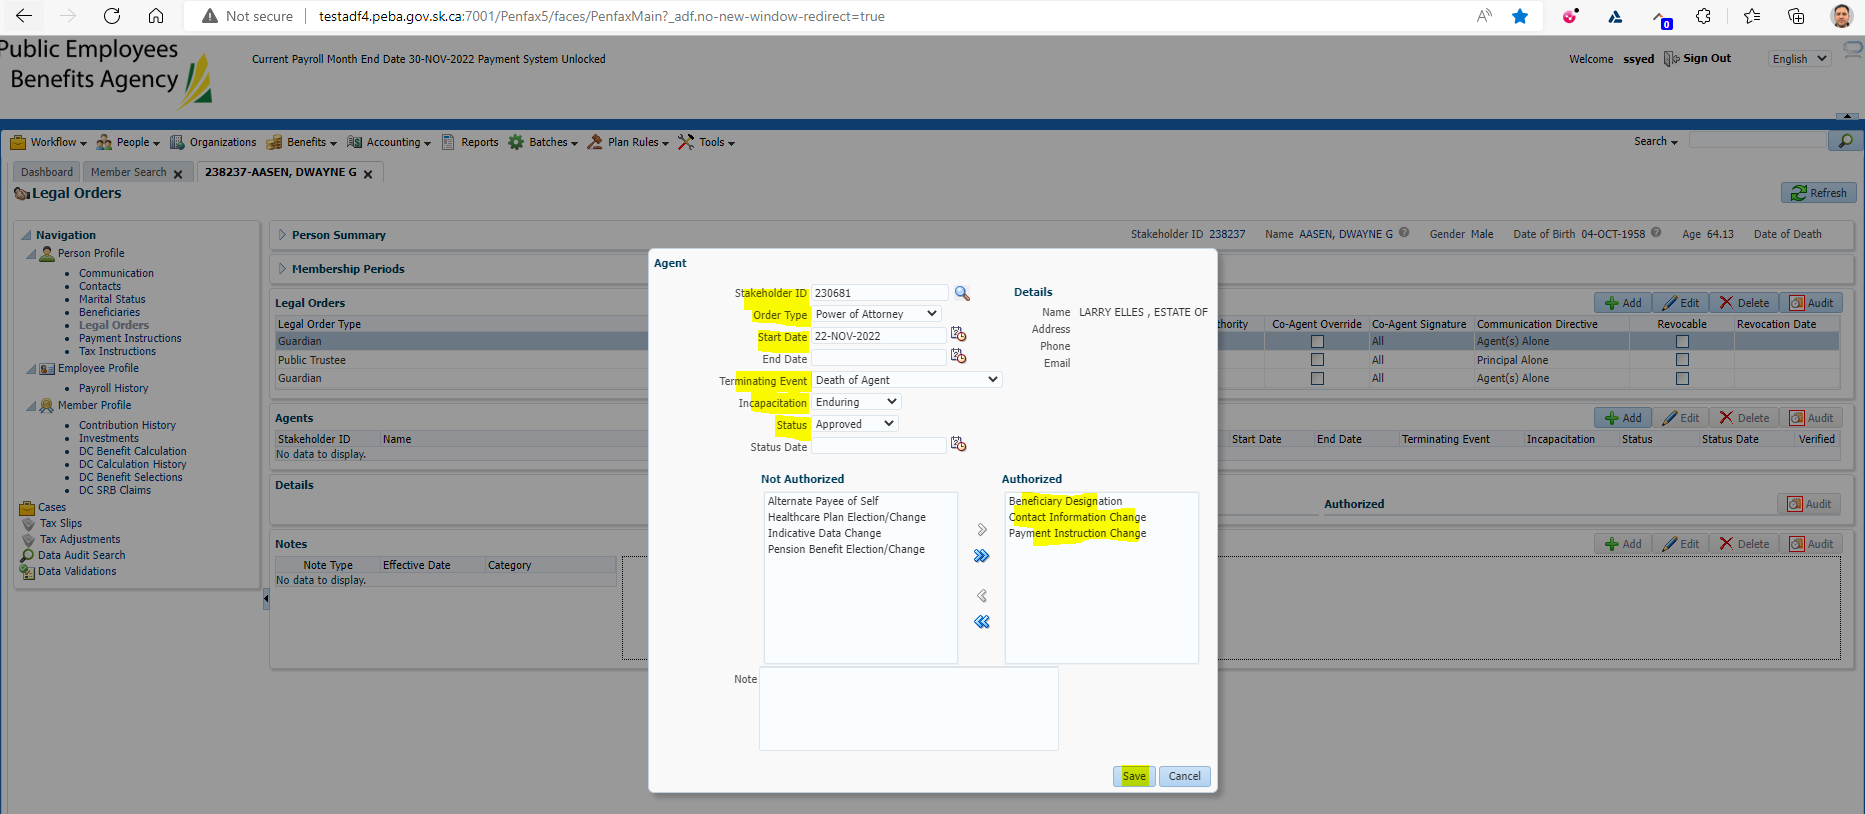 Not secure testadf4.peba.gov.sk.ca:7001/Penfax5/faces/PenfaxMain?_adf.no-new-window-redirect=true
0
Public Employees
Benefits Agency
Current Payroll Month End Date 30-NOV-2022 Payment System Unlocked
Welcome ssyed Sign Out English
Workflow People Organizations Benefits Accounting Reports Batches Plan Rules Tools Search
Dashboard Member Search 238237-AASEN, DWAYNE G
Legal Orders
Refresh
Navigation
Person Profile
Communication
Contacts
Marital Status
Beneficiaries
Legal Orders
Payment Instructions
Tax Instructions
Employee Profile
Payroll History
Member Profile
Contribution History
Investments
DC Benefit Calculation
DC Calculation History
DC Benefit Selections
DC SRB Claims
Cases
Tax Slips
Tax Adjustments
Data Audit Search
Data Validations
Person Summary Stakeholder ID 238237 Name AASEN, DWAYNE G Gender Male Date of Birth 04-OCT-1958 Age 64.13 Date of Death
Membership Periods
Legal Orders Add Edit Delete Audit
Legal Order Type hority Co-Agent Override Co-Agent Signature Communication Directive Revocable Revocation Date
Guardian All Agent(s) Alone
Public Trustee All Principal Alone
Guardian All Agent(s) Alone
Agents Add Edit Delete Audit
Stakeholder ID Name Start Date End Date Terminating Event Incapacitation Status Status Date Verified
No data to display.
Details
Authorized Audit
Notes Add Edit Delete Audit
Note Type Effective Date Category
No data to display.
Agent
Stakeholder ID 230681
Order Type Power of Attorney
Start Date 22-NOV-2022
End Date
Terminating Event Death of Agent
Incapacitation Enduring
Status Approved
Status Date
Details
Name LARRY ELLES , ESTATE OF
Address
Phone
Email
Not Authorized
Alternate Payee of Self
Healthcare Plan Election/Change
Indicative Data Change
Pension Benefit Election/Change
Authorized
Beneficiary Designation
Contact Information Change
Payment Instruction Change
Note
Save Cancel